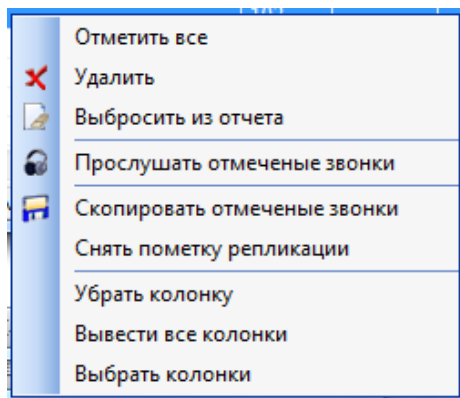 Отметить все
Удалить
Выбросить из отчета
Прослушать отмеченые звонки
Скопировать отмеченые звонки
Снять пометку репликации
Убрать колонку
Вывести все колонки
Выбрать колонки